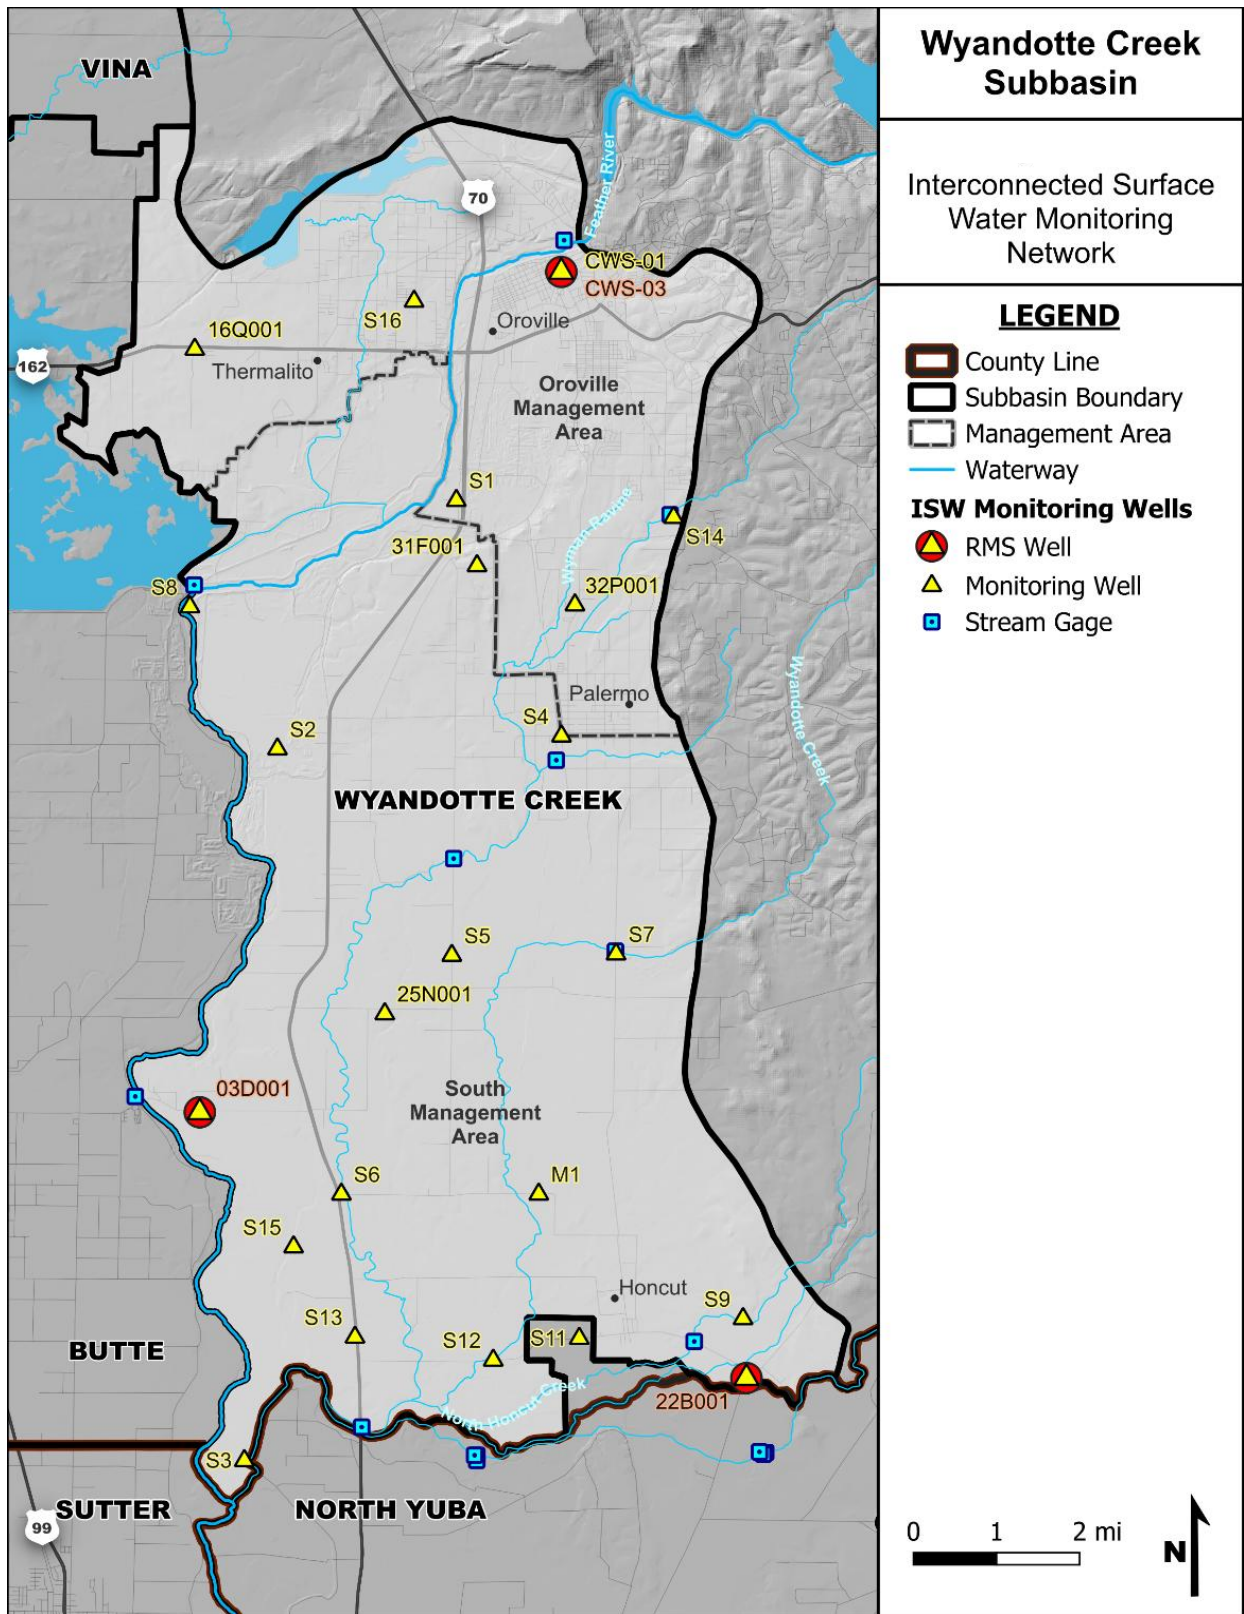 Wyandotte Creek
Subbasin
Interconnected Surface
Water Monitoring
Network
LEGEND
County Line
Subbasin Boundary
Management Area
Waterway
ISW Monitoring Wells
RMS Well
Monitoring Well
Stream Gage
0 1 2 mi
N
VINA
70
Feather River
CWS-01
CWS-03
S16
Oroville
16Q001
162
Thermalito
Oroville
Management
Area
S1
Wyman Ravine
S14
31F001
32P001
S8
Palermo
Wyandotte Creek
S4
S2
WYANDOTTE CREEK
S5
S7
25N001
03D001
South
Management
Area
S6
M1
S15
Honcut
S9
S13
S12
S11
BUTTE
22B001
North Honcut Creek
S3
SUTTER
NORTH YUBA
99